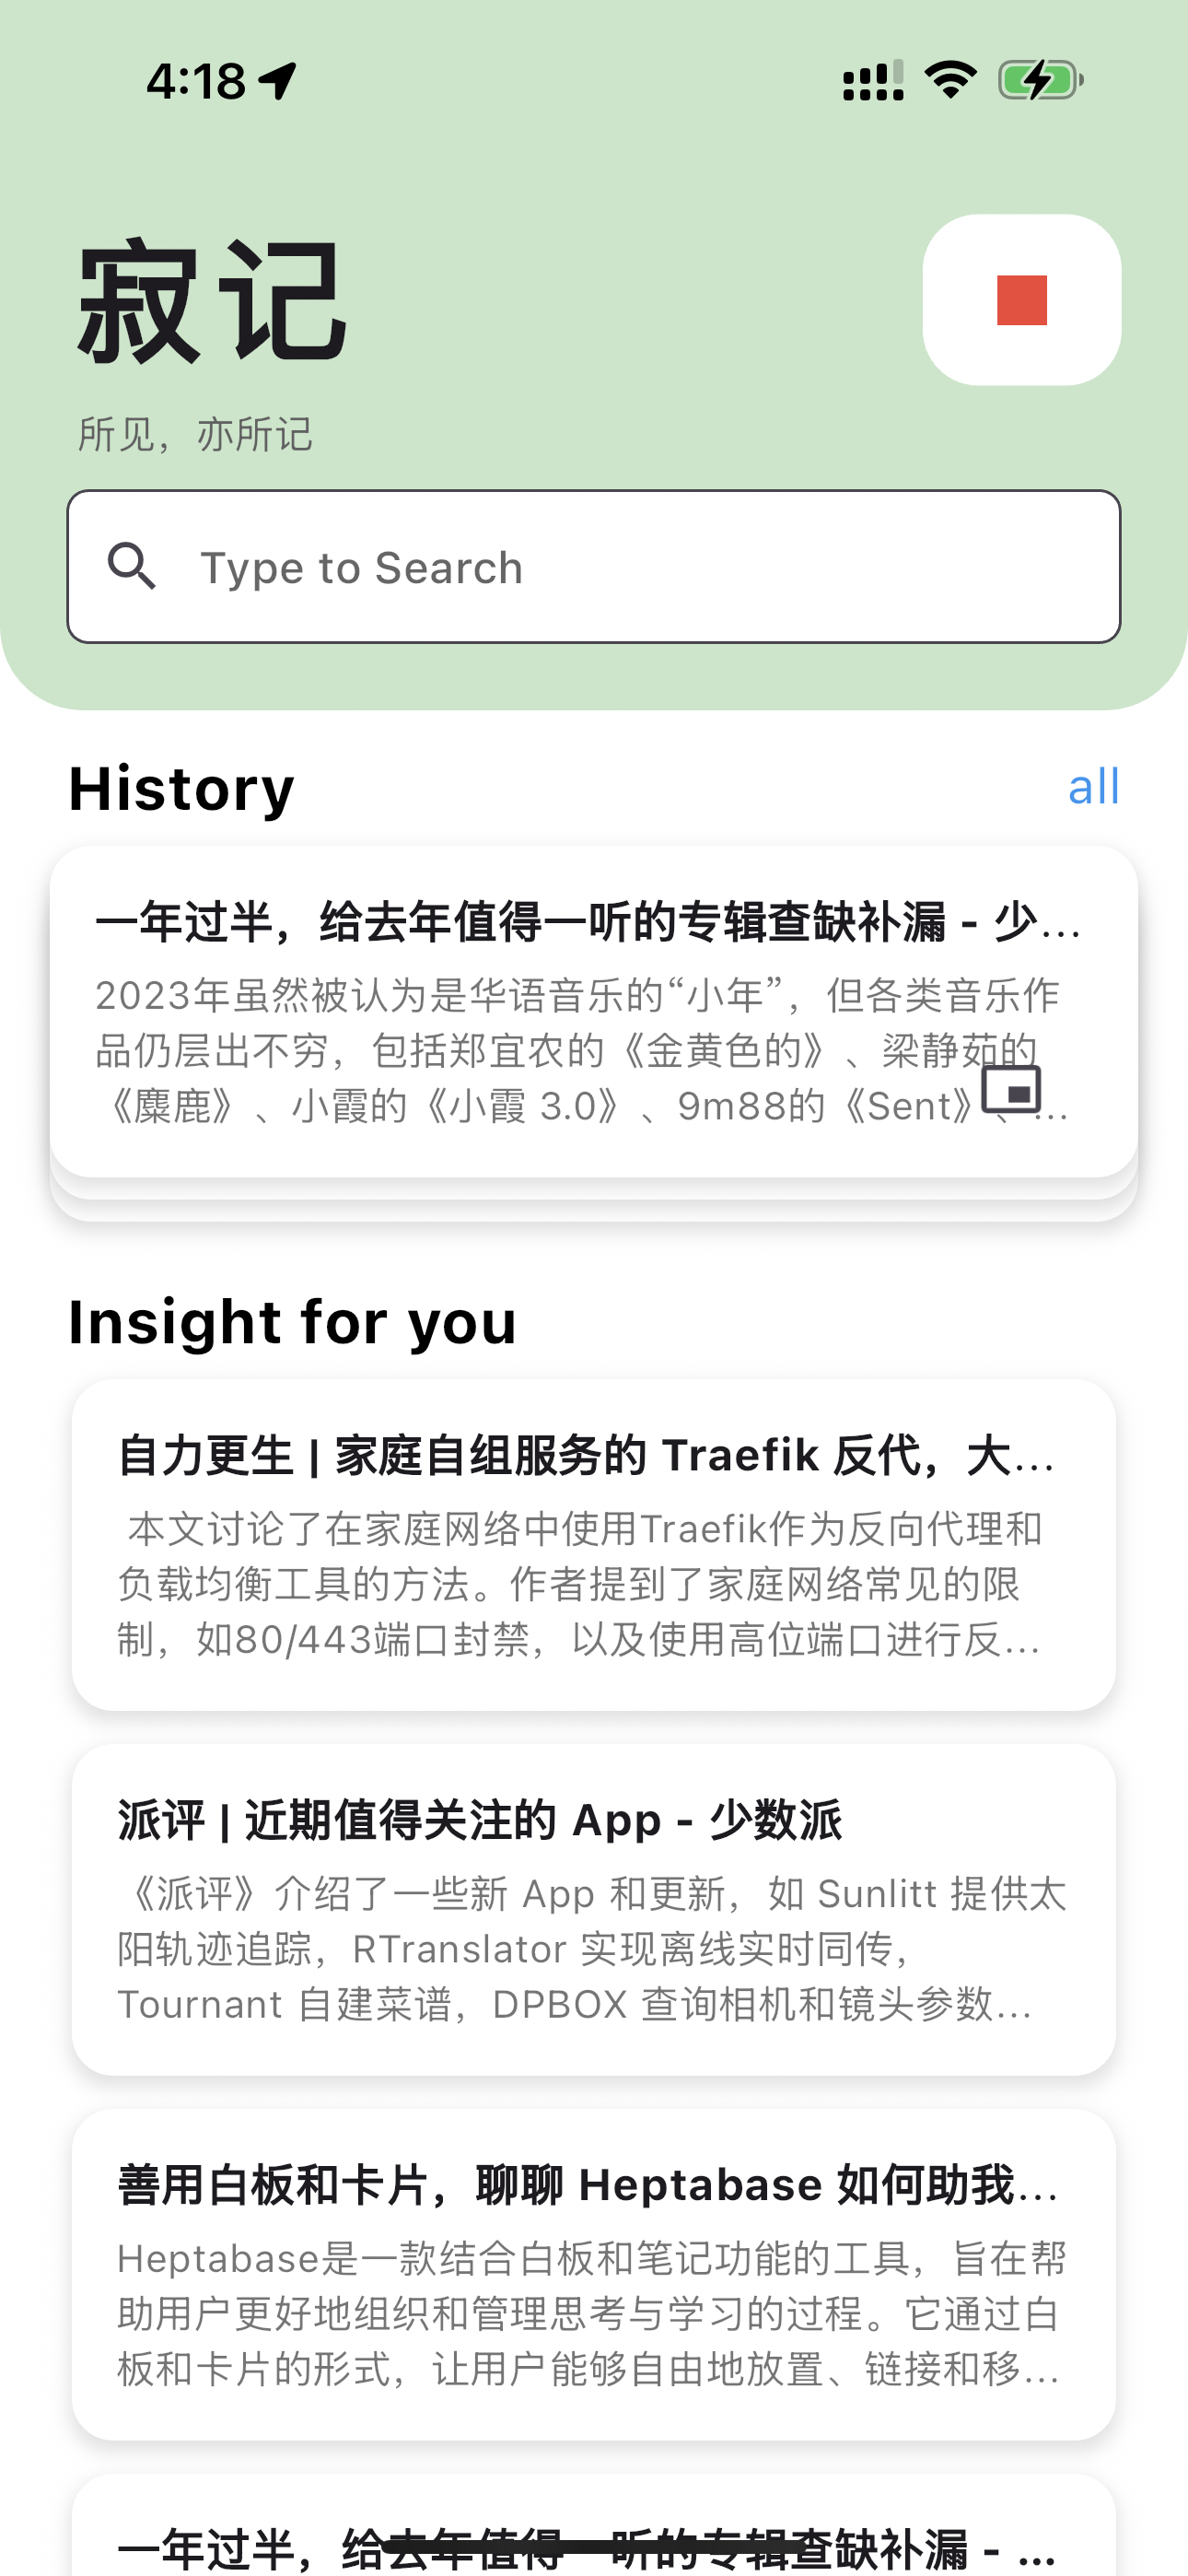 4:18
寂记
所见，亦所记
Type to Search
History
all
一年过半，给去年值得一听的专辑查缺补漏 - 少...
2023年虽然被认为是华语音乐的“小年”，但各类音乐作
品仍层出不穷，包括郑宜农的《金黄色的》、梁静茹的
《麋鹿》、小霞的《小霞 3.0》、9m88的《Sent》、...
Insight for you
自力更生 | 家庭自组服务的 Traefik 反代，大...
本文讨论了在家庭网络中使用Traefik作为反向代理和
负载均衡工具的方法。作者提到了家庭网络常见的限
制，如80/443端口封禁，以及使用高位端口进行反...
派评 | 近期值得关注的 App - 少数派
《派评》介绍了一些新 App 和更新，如 Sunlitt 提供太
阳轨迹追踪，RTranslator 实现离线实时同传，
Tournant 自建菜谱，DPBOX 查询相机和镜头参数...
善用白板和卡片，聊聊 Heptabase 如何助我...
Heptabase是一款结合白板和笔记功能的工具，旨在帮
助用户更好地组织和管理思考与学习的过程。它通过白
板和卡片的形式，让用户能够自由地放置、链接和移...
一年过半，给去年值得一听的专辑查缺补漏 - ...